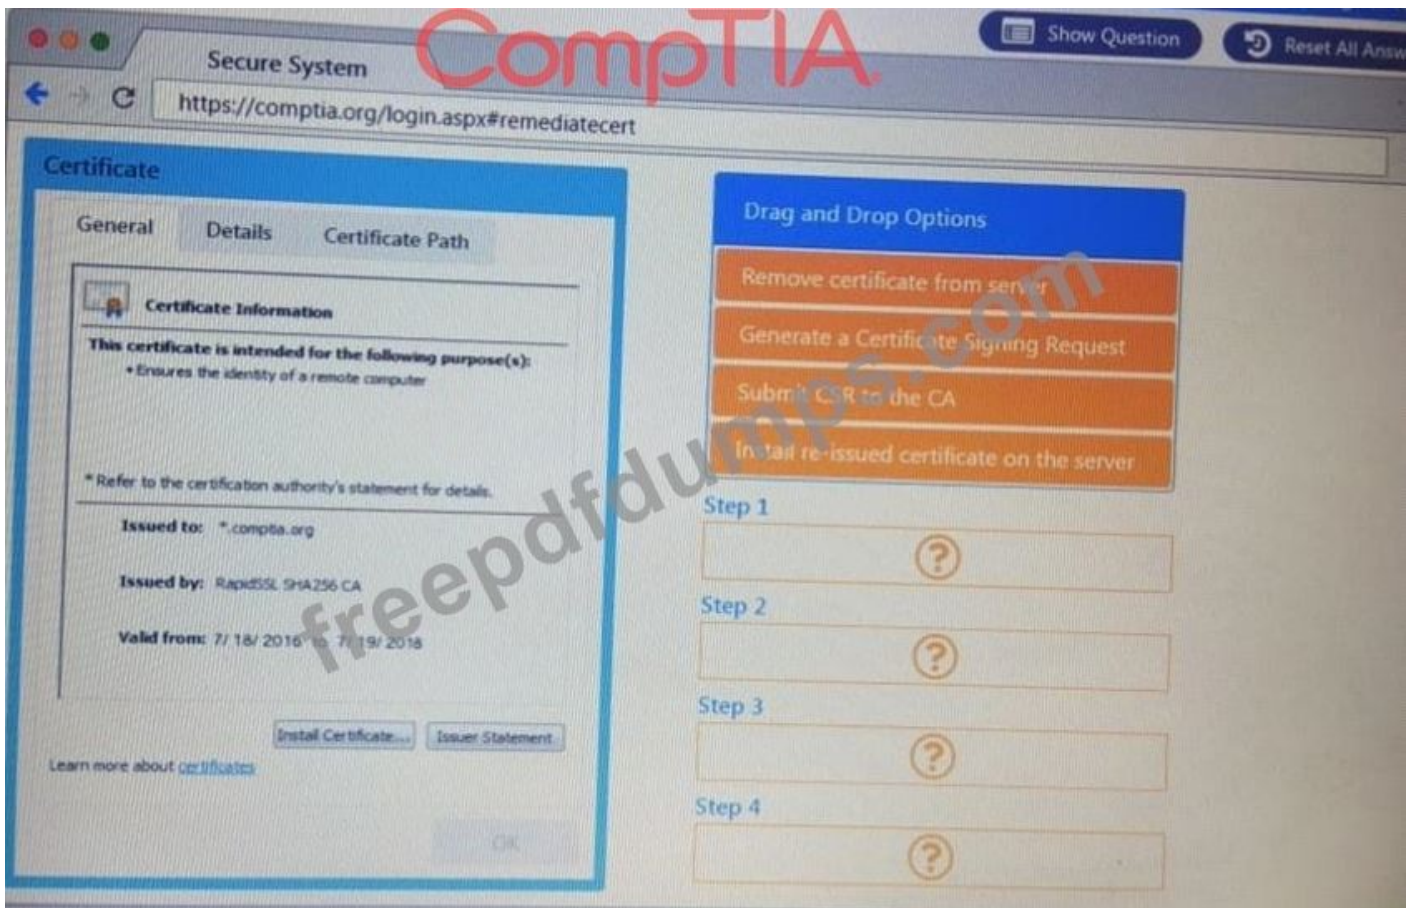 CompTIA
Show Question
Reset All Answ
Secure System
https://comptia.org/login.aspx#remediatecert
Certificate
General Details Certificate Path
Certificate Information
This certificate is intended for the following purpose(s):
• Ensures the identity of a remote computer
* Refer to the certification authority's statement for details.
Issued to: *.comptia.org
Issued by: RapidSSL SHA256 CA
Valid from: 7/ 18/ 2016 to 7/ 19/ 2018
Install Certificate... Issuer Statement
Learn more about certificates
OK
Drag and Drop Options
Remove certificate from server
Generate a Certificate Signing Request
Submit CSR to the CA
Install re-issued certificate on the server
Step 1
?
Step 2
?
Step 3
?
Step 4
?
freepdfdumps.com